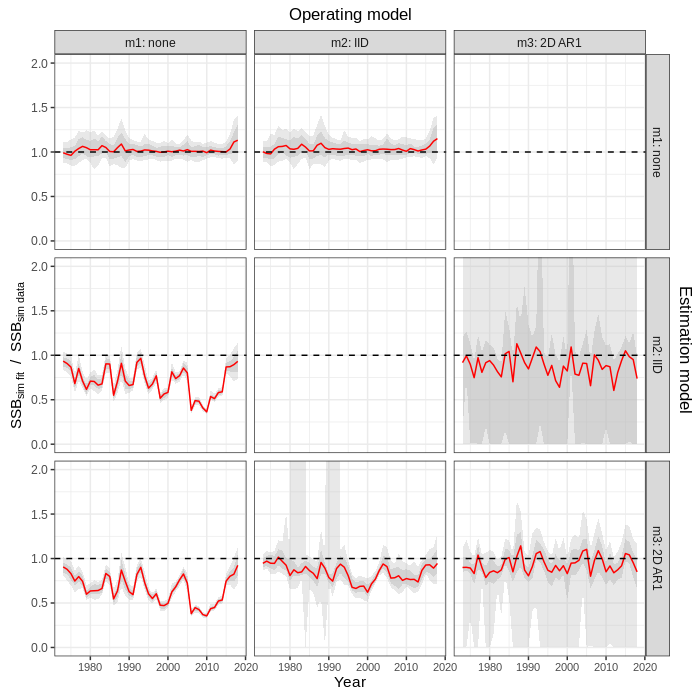 Operating model
m1: none
m2: IID
m3: 2D AR1
2.0
1.5
1.0
0.5
0.0
m1: none
2.0
1.5
1.0
0.5
0.0
m2: IID
2.0
1.5
1.0
0.5
0.0
m3: 2D AR1
SSBsim fit / SSBsim data
Estimation model
1980 1990 2000 2010 2020 1980 1990 2000 2010 2020 1980 1990 2000 2010 2020
Year